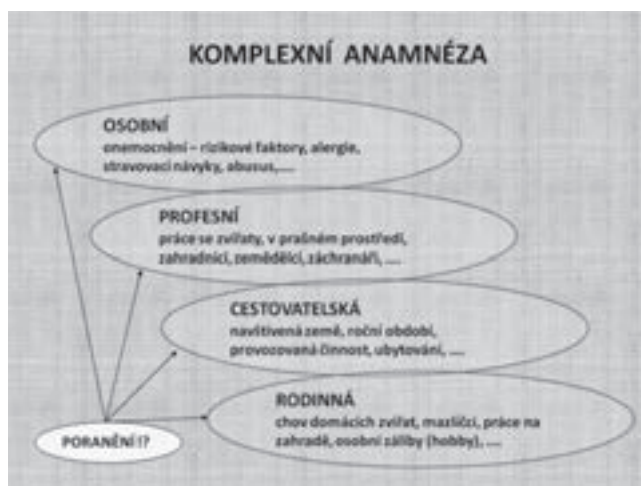 KOMPLEXNÍ ANAMNÉZA
OSOBNÍ
onemocnění – rizikové faktory, alergie,
stravovací návyky, abusus,....
PROFESNÍ
práce se zvířaty, v prašném prostředí,
zahradníci, zemědělci, záchranáři, ....
CESTOVATELSKÁ
navštívená země, roční období,
provozovaná činnost, ubytování, ....
RODINNÁ
chov domácích zvířat, mazlíčci, práce na
zahradě, osobní záliby (hobby), ....
PORANĚNÍ !?